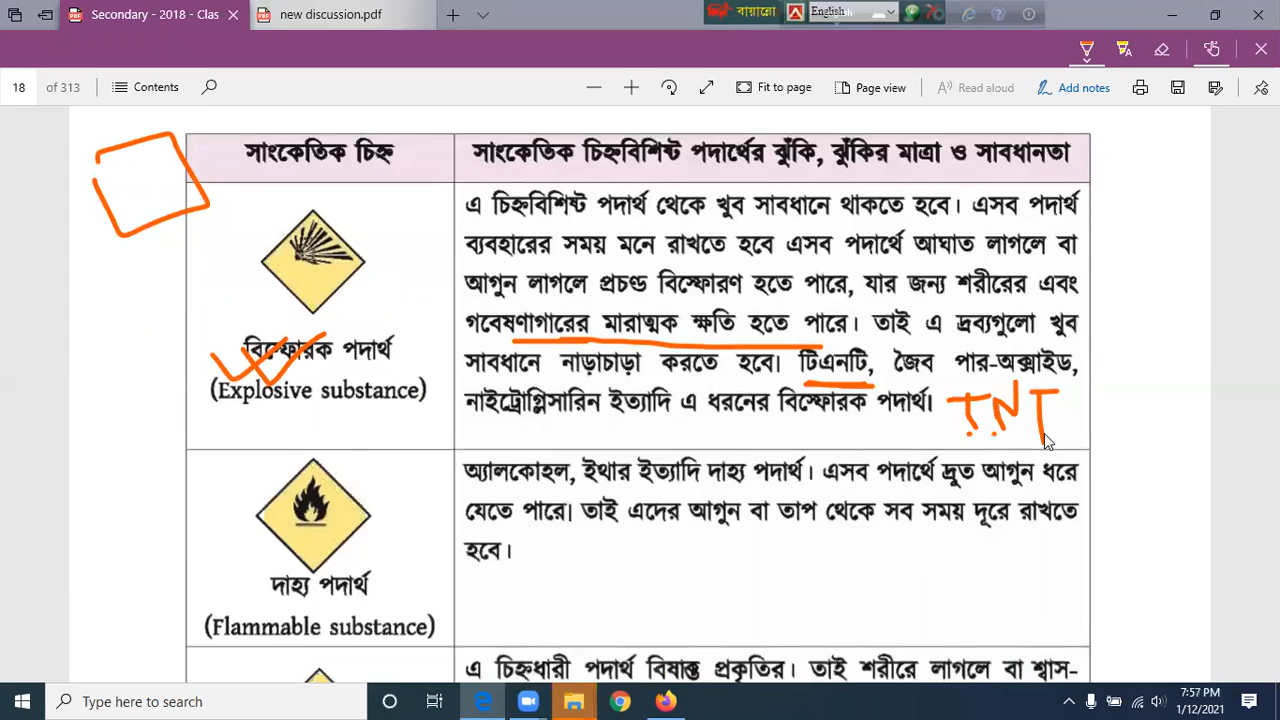 Secondary - 2018 - Clas
new discussion.pdf
বায়ান্নো
English
18 of 313
Contents
Fit to page
Page view
Read aloud
Add notes
সাংকেতিক চিহ্ন
সাংকেতিক চিহ্নবিশিষ্ট পদার্থের ঝুঁকি, ঝুঁকির মাত্রা ও সাবধানতা
বিস্ফোরক পদার্থ
(Explosive substance)
এ চিহ্নবিশিষ্ট পদার্থ থেকে খুব সাবধানে থাকতে হবে। এসব পদার্থ
ব্যবহারের সময় মনে রাখতে হবে এসব পদার্থে আঘাত লাগলে বা
আগুন লাগলে প্রচণ্ড বিস্ফোরণ হতে পারে, যার জন্য শরীরের এবং
গবেষণাগারের মারাত্মক ক্ষতি হতে পারে। তাই এ দ্রব্যগুলো খুব
সাবধানে নাড়াচাড়া করতে হবে। টিএনটি, জৈব পার-অক্সাইড,
নাইট্রোগ্লিসারিন ইত্যাদি এ ধরনের বিস্ফোরক পদার্থ।
TNT
দাহ্য পদার্থ
(Flammable substance)
অ্যালকোহল, ইথার ইত্যাদি দাহ্য পদার্থ। এসব পদার্থে দ্রুত আগুন ধরে
যেতে পারে। তাই এদের আগুন বা তাপ থেকে সব সময় দূরে রাখতে
হবে।
এ চিহ্নধারী পদার্থ বিষাক্ত প্রকৃতির। তাই শরীরে লাগলে বা শ্বাস-
Type here to search
7:57 PM
1/12/2021